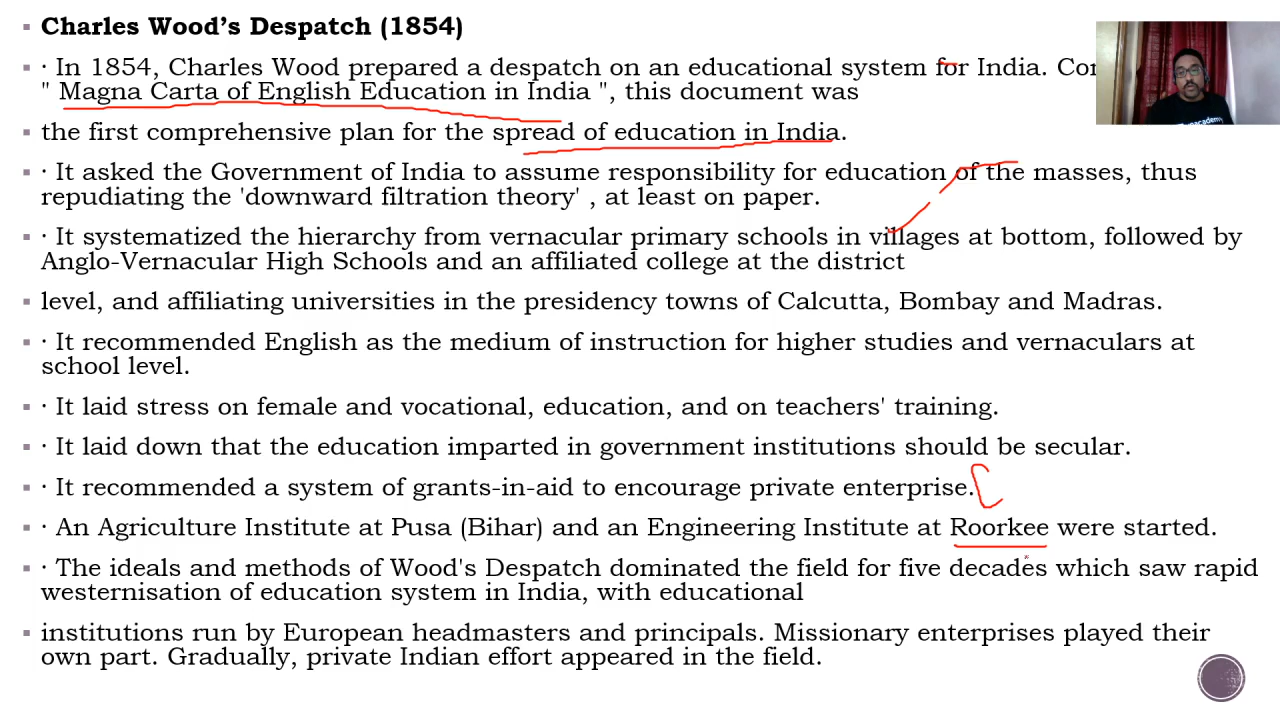 Charles Wood’s Despatch (1854)
· In 1854, Charles Wood prepared a despatch on an educational system for India.
" Magna Carta of English Education in India ", this document was
the first comprehensive plan for the spread of education in India.
· It asked the Government of India to assume responsibility for education of the masses, thus
repudiating the 'downward filtration theory' , at least on paper.
· It systematized the hierarchy from vernacular primary schools in villages at bottom, followed by
Anglo-Vernacular High Schools and an affiliated college at the district
level, and affiliating universities in the presidency towns of Calcutta, Bombay and Madras.
· It recommended English as the medium of instruction for higher studies and vernaculars at
school level.
· It laid stress on female and vocational, education, and on teachers' training.
· It laid down that the education imparted in government institutions should be secular.
· It recommended a system of grants-in-aid to encourage private enterprise.
· An Agriculture Institute at Pusa (Bihar) and an Engineering Institute at Roorkee were started.
· The ideals and methods of Wood's Despatch dominated the field for five decades which saw rapid
westernisation of education system in India, with educational
institutions run by European headmasters and principals. Missionary enterprises played their
own part. Gradually, private Indian effort appeared in the field.